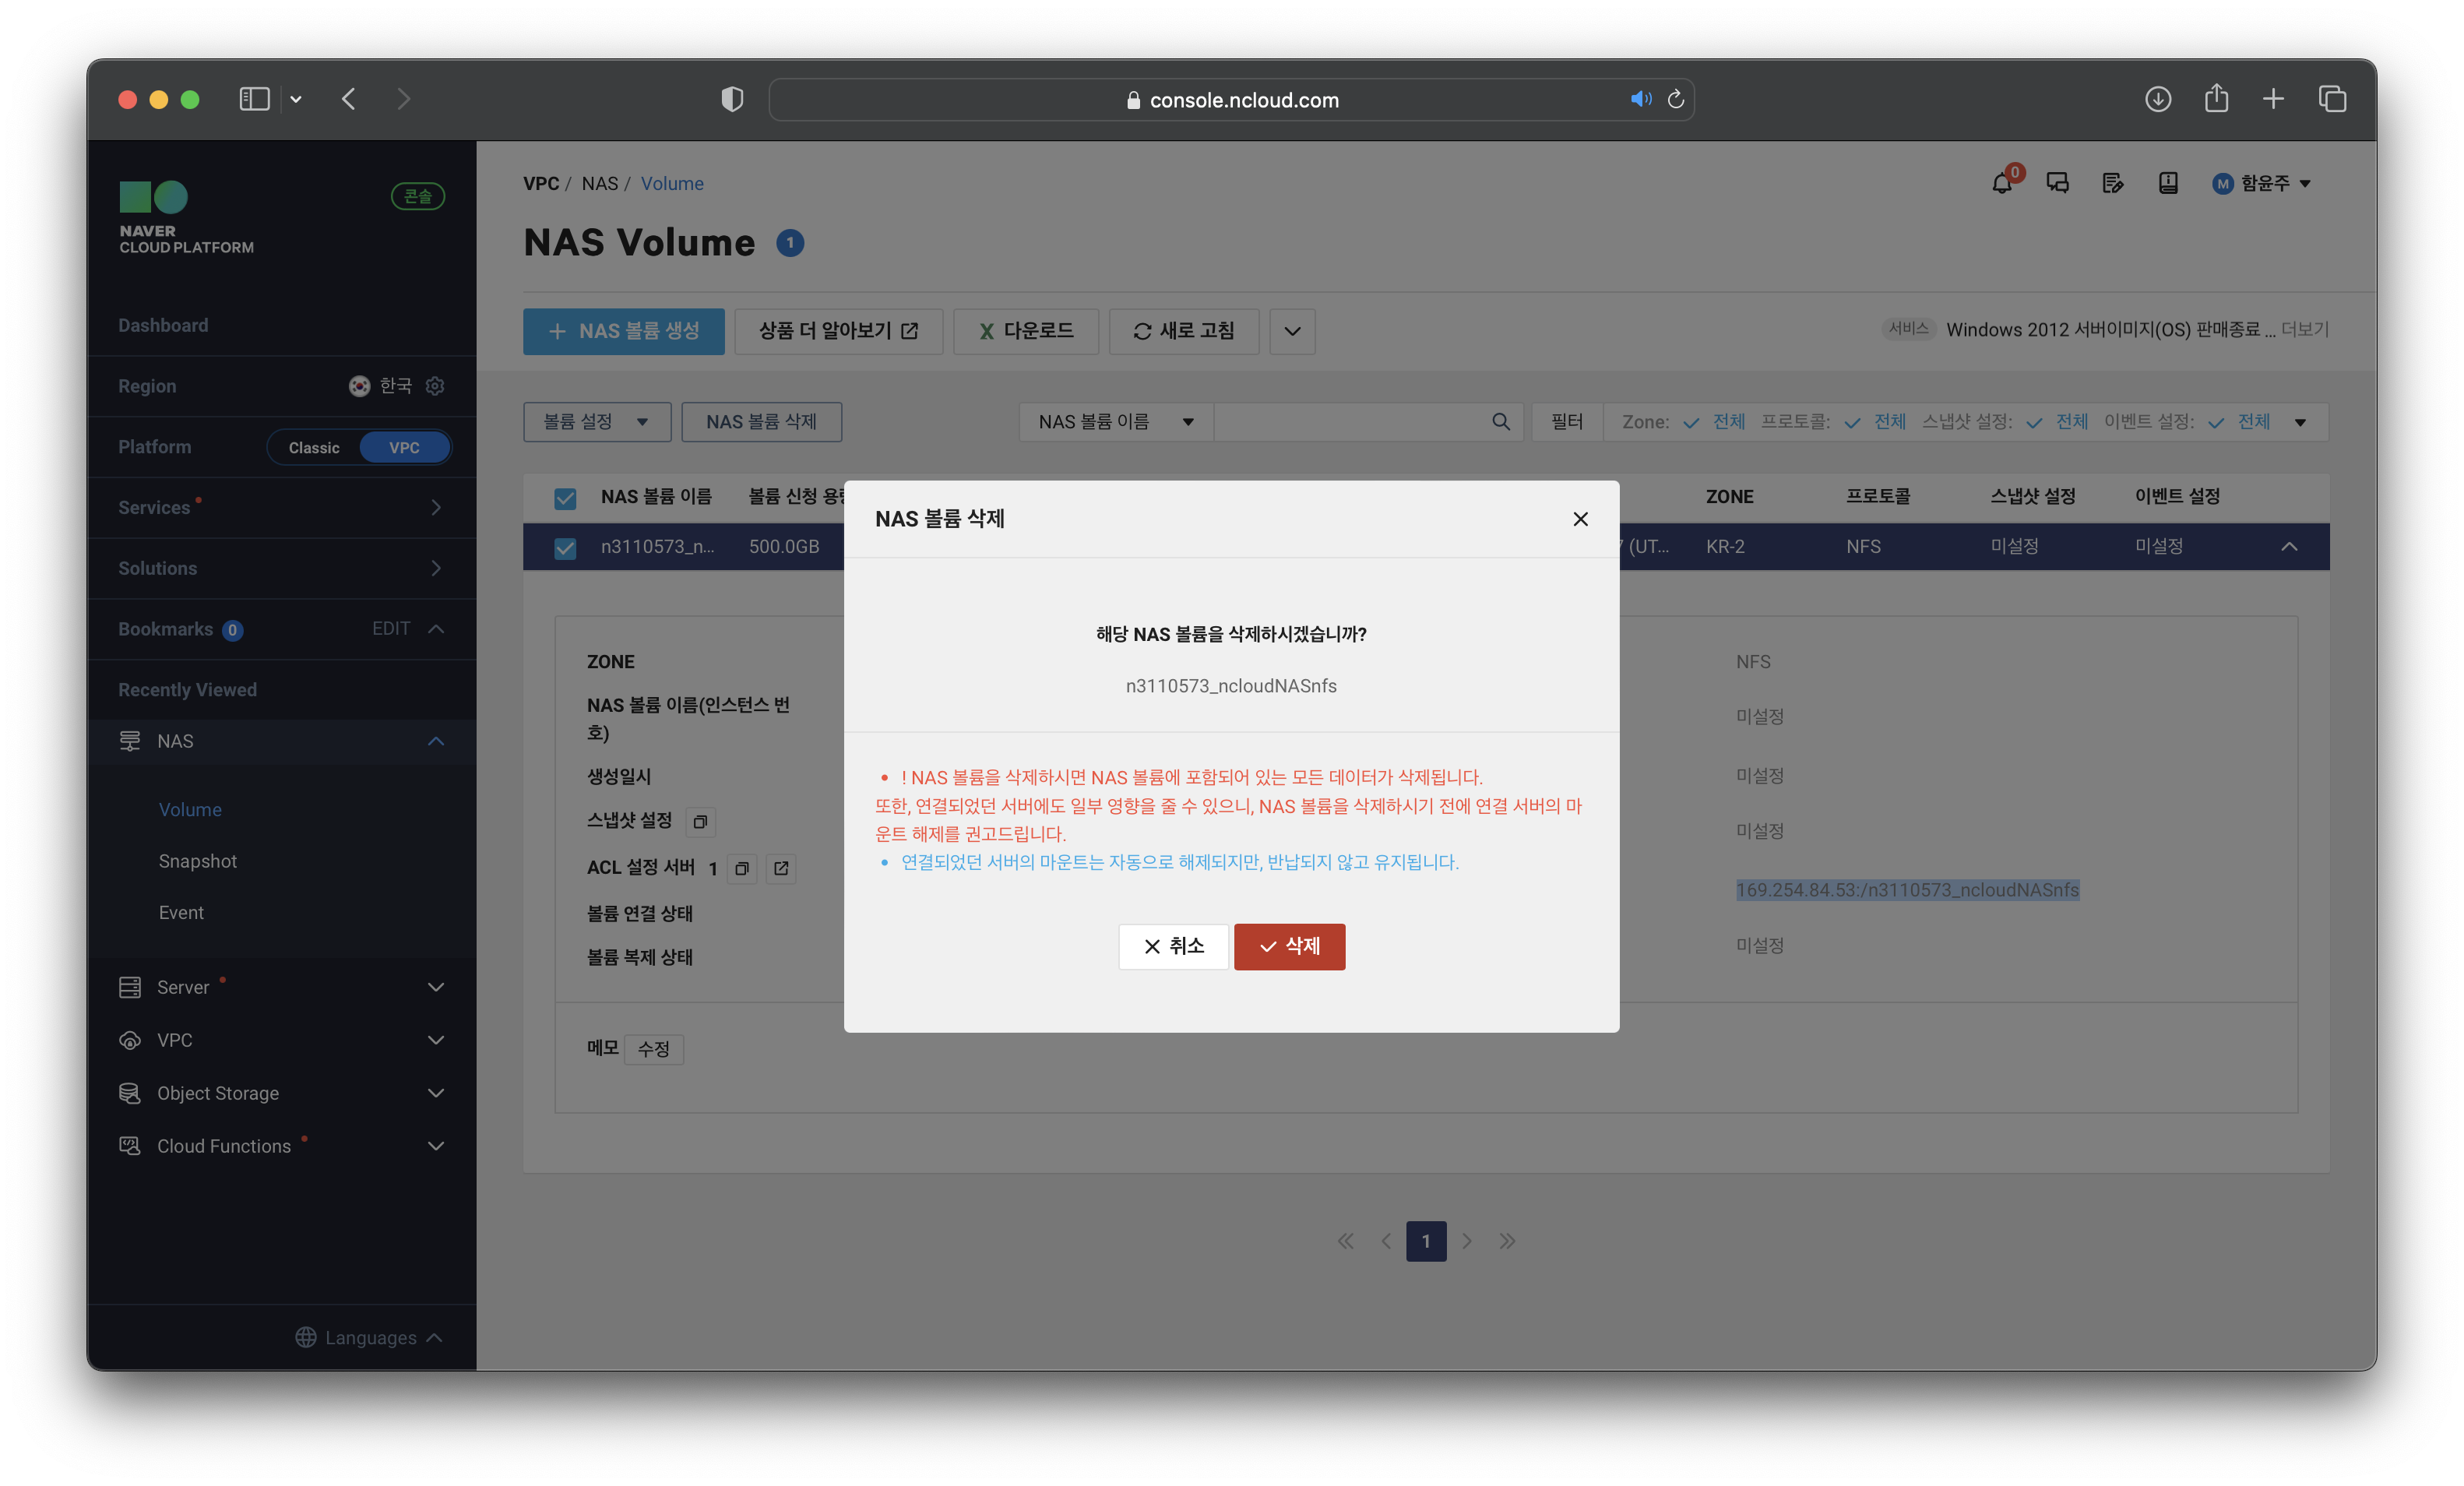 console.ncloud.com
NAVER
CLOUD PLATFORM
콘솔
Dashboard
Region 한국
Platform Classic VPC
Services
Solutions
Bookmarks 0 EDIT
Recently Viewed
NAS
Volume
Snapshot
Event
Server
VPC
Object Storage
Cloud Functions
Languages
VPC / NAS / Volume
0
M 함윤주
NAS Volume 1
+ NAS 볼륨 생성
상품 더 알아보기
X 다운로드
새로 고침
서비스 Windows 2012 서버이미지(OS) 판매종료 ... 더보기
볼륨 설정
NAS 볼륨 삭제
NAS 볼륨 이름
필터
Zone: 전체 프로토콜: 전체 스냅샷 설정: 전체 이벤트 설정: 전체
NAS 볼륨 이름 볼륨 신청 용 ZONE 프로토콜 스냅샷 설정 이벤트 설정
n3110573_n... 500.0GB (UT... KR-2 NFS 미설정 미설정
ZONE
NAS 볼륨 이름(인스턴스 번
호)
생성일시
스냅샷 설정
ACL 설정 서버 1
볼륨 연결 상태
볼륨 복제 상태
NFS
미설정
미설정
미설정
169.254.84.53:/n3110573_ncloudNASnfs
미설정
메모 수정
NAS 볼륨 삭제
해당 NAS 볼륨을 삭제하시겠습니까?
n3110573_ncloudNASnfs
• ! NAS 볼륨을 삭제하시면 NAS 볼륨에 포함되어 있는 모든 데이터가 삭제됩니다.
또한, 연결되었던 서버에도 일부 영향을 줄 수 있으니, NAS 볼륨을 삭제하시기 전에 연결 서버의 마
운트 해제를 권고드립니다.
• 연결되었던 서버의 마운트는 자동으로 해제되지만, 반납되지 않고 유지됩니다.
취소
삭제
1